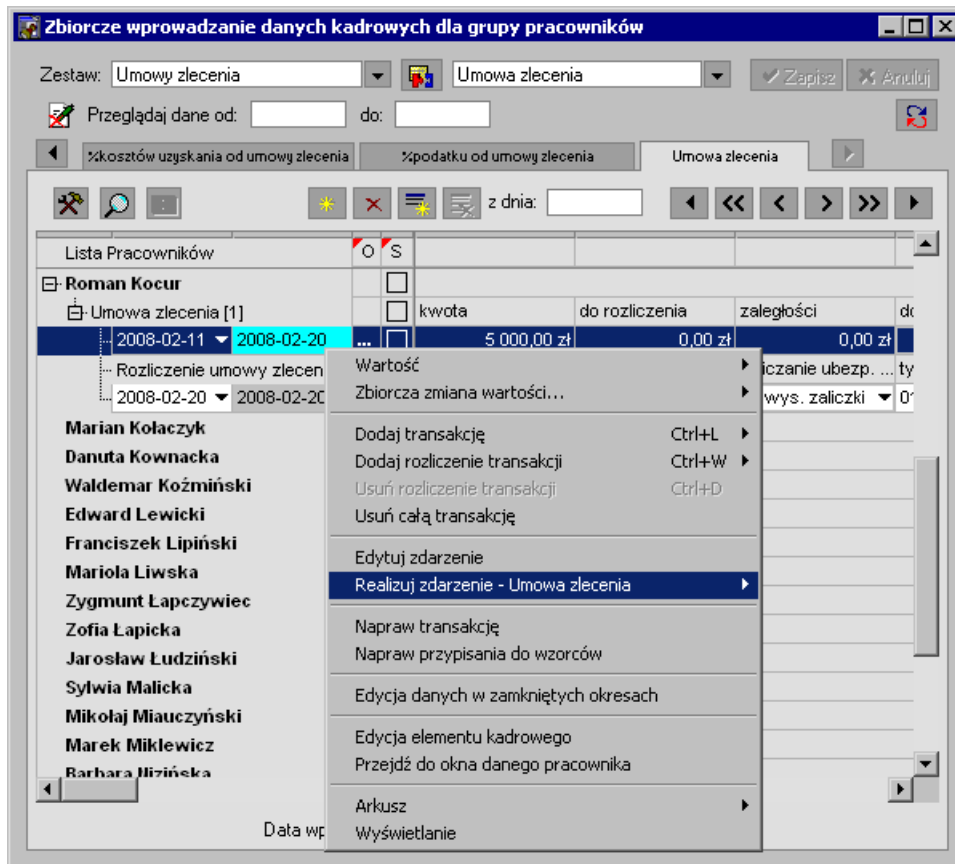 Zbiorcze wprowadzanie danych kadrowych dla grupy pracowników
Zestaw: Umowy zlecenia Umowa zlecenia Zapisz Anuluj
Przeglądaj dane od: do:
%kosztów uzyskania od umowy zlecenia %podatku od umowy zlecenia Umowa zlecenia
z dnia:
Lista Pracowników O S
Roman Kocur
Umowa zlecenia [1] kwota do rozliczenia zaległości
2008-02-11 2008-02-20 ... 5 000,00 zł 0,00 zł 0,00 zł
Rozliczenie umowy zlecen iczanie ubezp. ... ty
2008-02-20 2008-02-20 wys. zaliczki 01
Marian Kołaczyk
Danuta Kownacka
Waldemar Koźmiński
Edward Lewicki
Franciszek Lipiński
Mariola Liwska
Zygmunt Łapczywiec
Zofia Łapicka
Jarosław Łudziński
Sylwia Malicka
Mikołaj Miauczyński
Marek Miklewicz
Barbara Nizińska
Data wp
Wartość
Zbiorcza zmiana wartości...
Dodaj transakcję Ctrl+L
Dodaj rozliczenie transakcji Ctrl+W
Usuń rozliczenie transakcji Ctrl+D
Usuń całą transakcję
Edytuj zdarzenie
Realizuj zdarzenie - Umowa zlecenia
Napraw transakcję
Napraw przypisania do wzorców
Edycja danych w zamkniętych okresach
Edycja elementu kadrowego
Przejdź do okna danego pracownika
Arkusz
Wyświetlanie